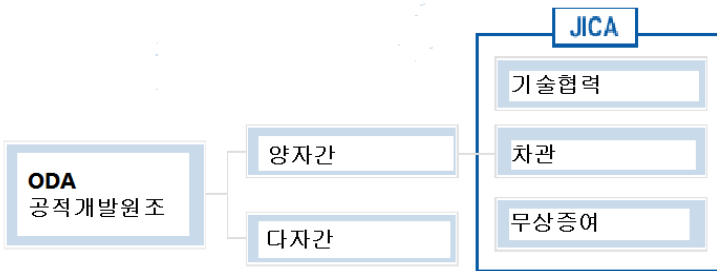 JICA
기술협력
양자간
차관
ODA
공적개발원조
다자간
무상증여